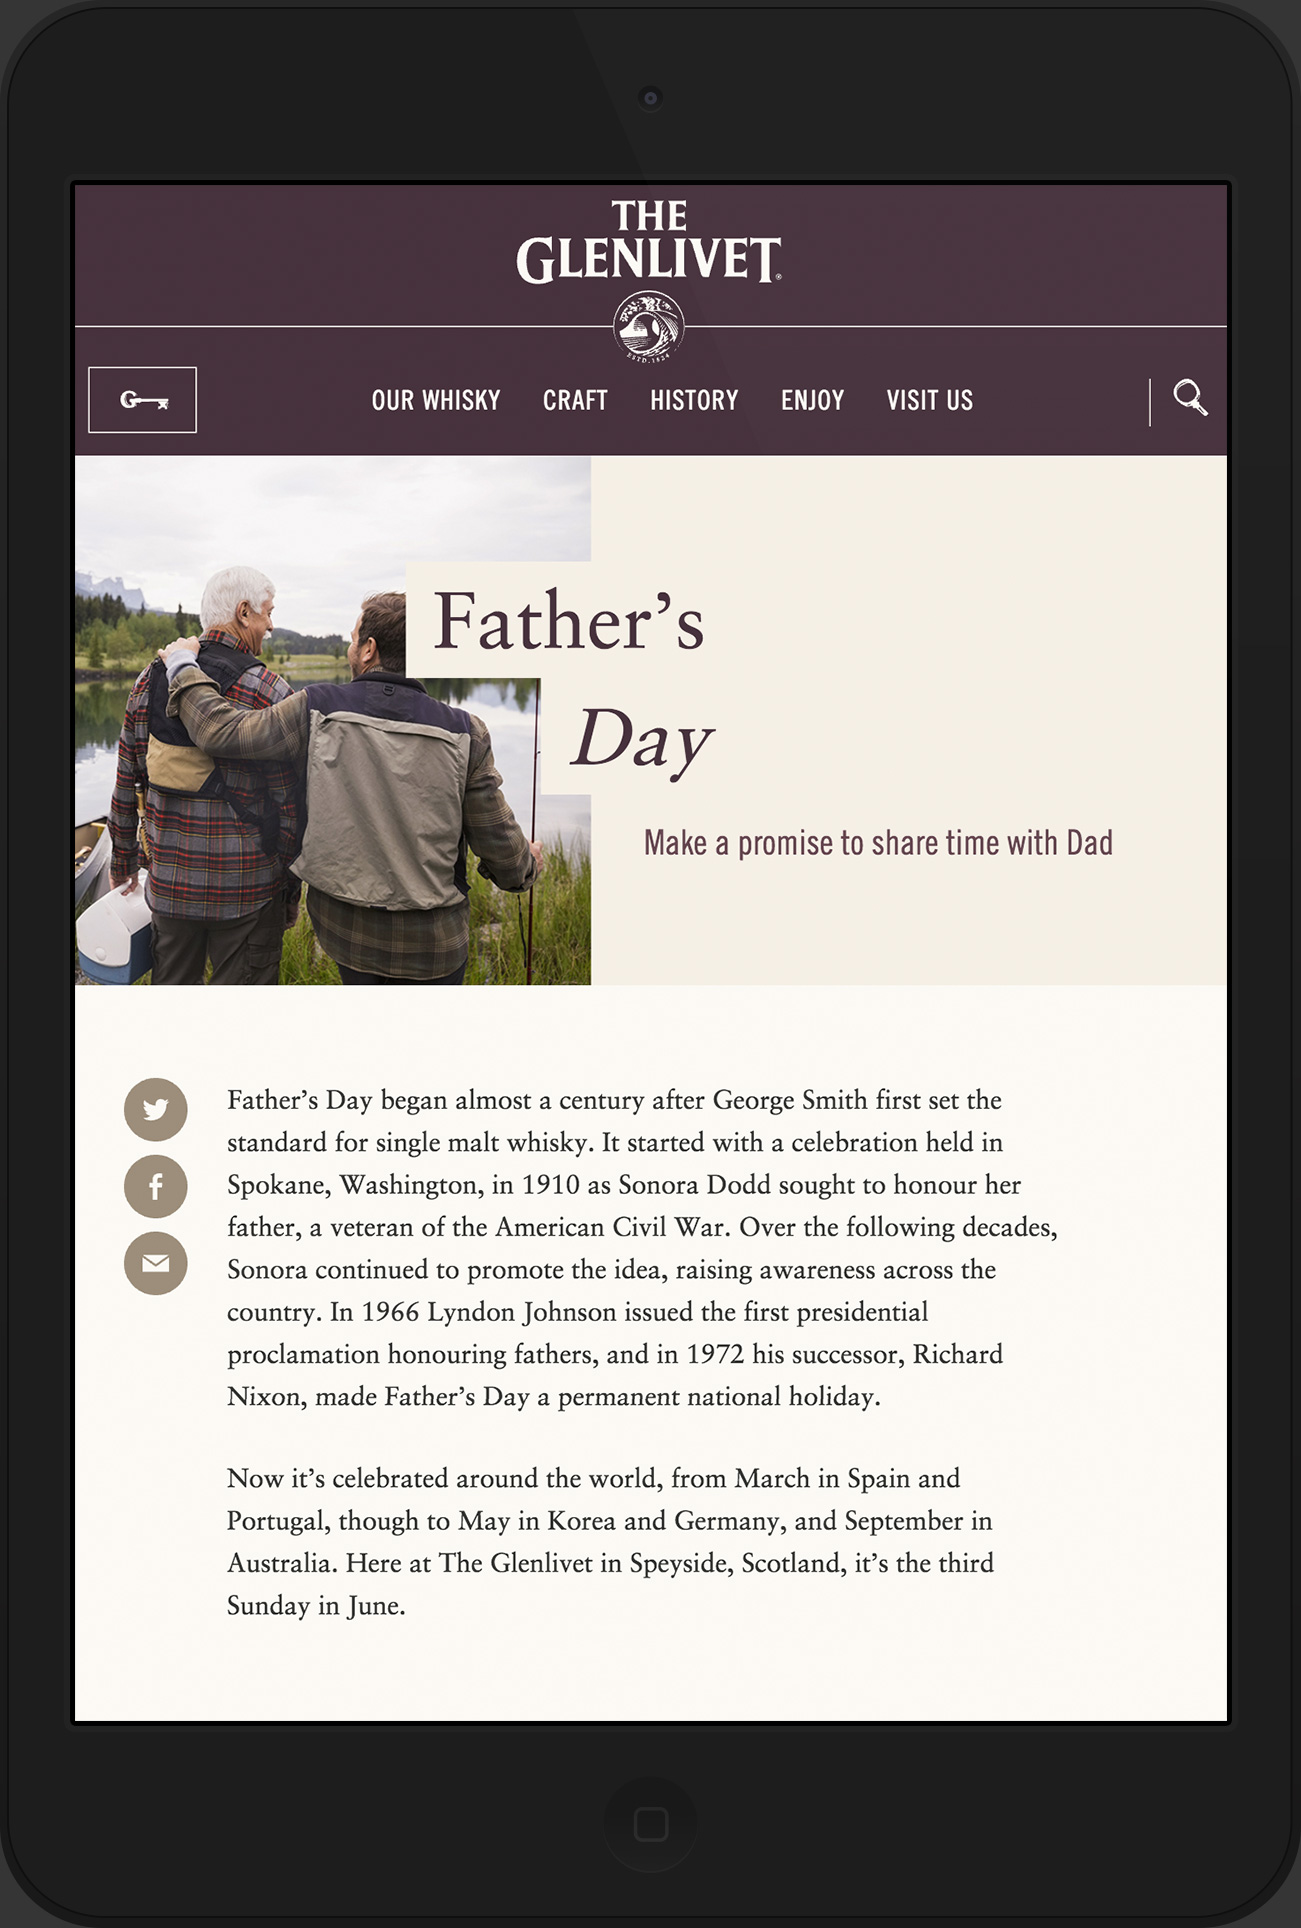 THE
GLENLIVET
ESTD. 1824
OUR WHISKY CRAFT HISTORY ENJOY VISIT US
Father’s
Day
Make a promise to share time with Dad
Father’s Day began almost a century after George Smith first set the
standard for single malt whisky. It started with a celebration held in
Spokane, Washington, in 1910 as Sonora Dodd sought to honour her
father, a veteran of the American Civil War. Over the following decades,
Sonora continued to promote the idea, raising awareness across the
country. In 1966 Lyndon Johnson issued the first presidential
proclamation honouring fathers, and in 1972 his successor, Richard
Nixon, made Father’s Day a permanent national holiday.
Now it’s celebrated around the world, from March in Spain and
Portugal, though to May in Korea and Germany, and September in
Australia. Here at The Glenlivet in Speyside, Scotland, it’s the third
Sunday in June.